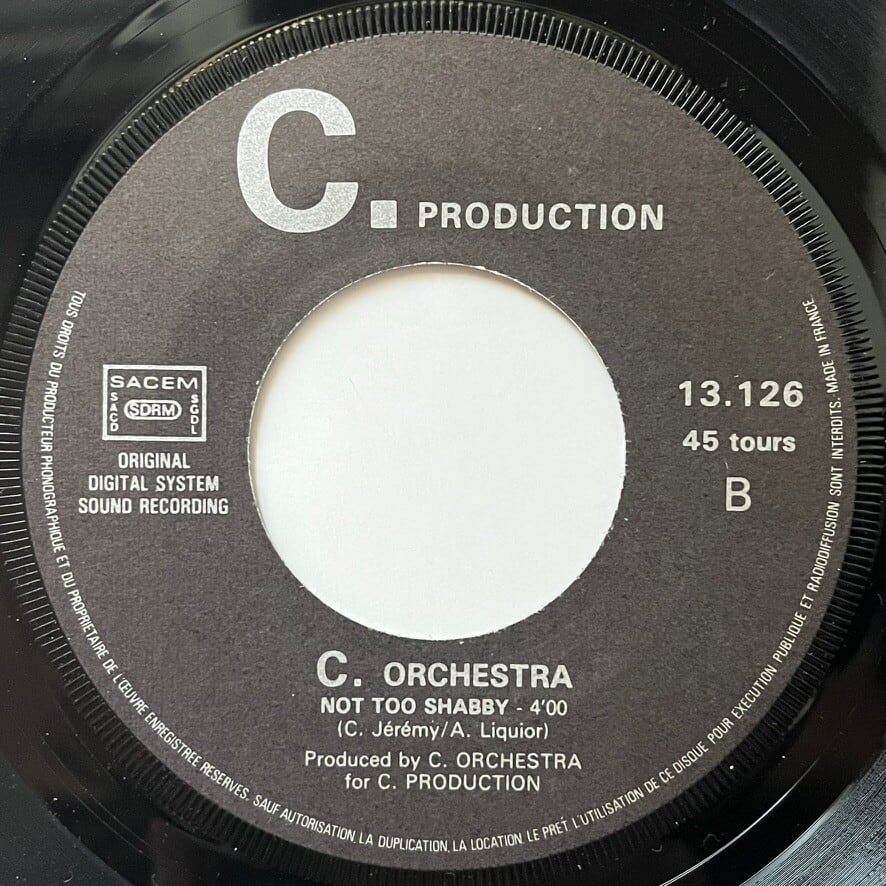 C. PRODUCTION
SACEM
SACD
SDRM
SGDL
ORIGINAL
DIGITAL SYSTEM
SOUND RECORDING
13.126
45 tours
B
C. ORCHESTRA
NOT TOO SHABBY - 4'00
(C. Jérémy/A. Liquior)
Produced by C. ORCHESTRA
for C. PRODUCTION
TOUS DROITS DU PRODUCTEUR PHONOGRAPHIQUE ET DU PROPRIETAIRE DE L'ŒUVRE ENREGISTREE RESERVES. SAUF AUTORISATION, LA DUPLICATION, LA LOCATION, LE PRET, L'UTILISATION DE CE DISQUE POUR EXECUTION PUBLIQUE ET RADIODIFFUSION SONT INTERDITS. MADE IN FRANCE